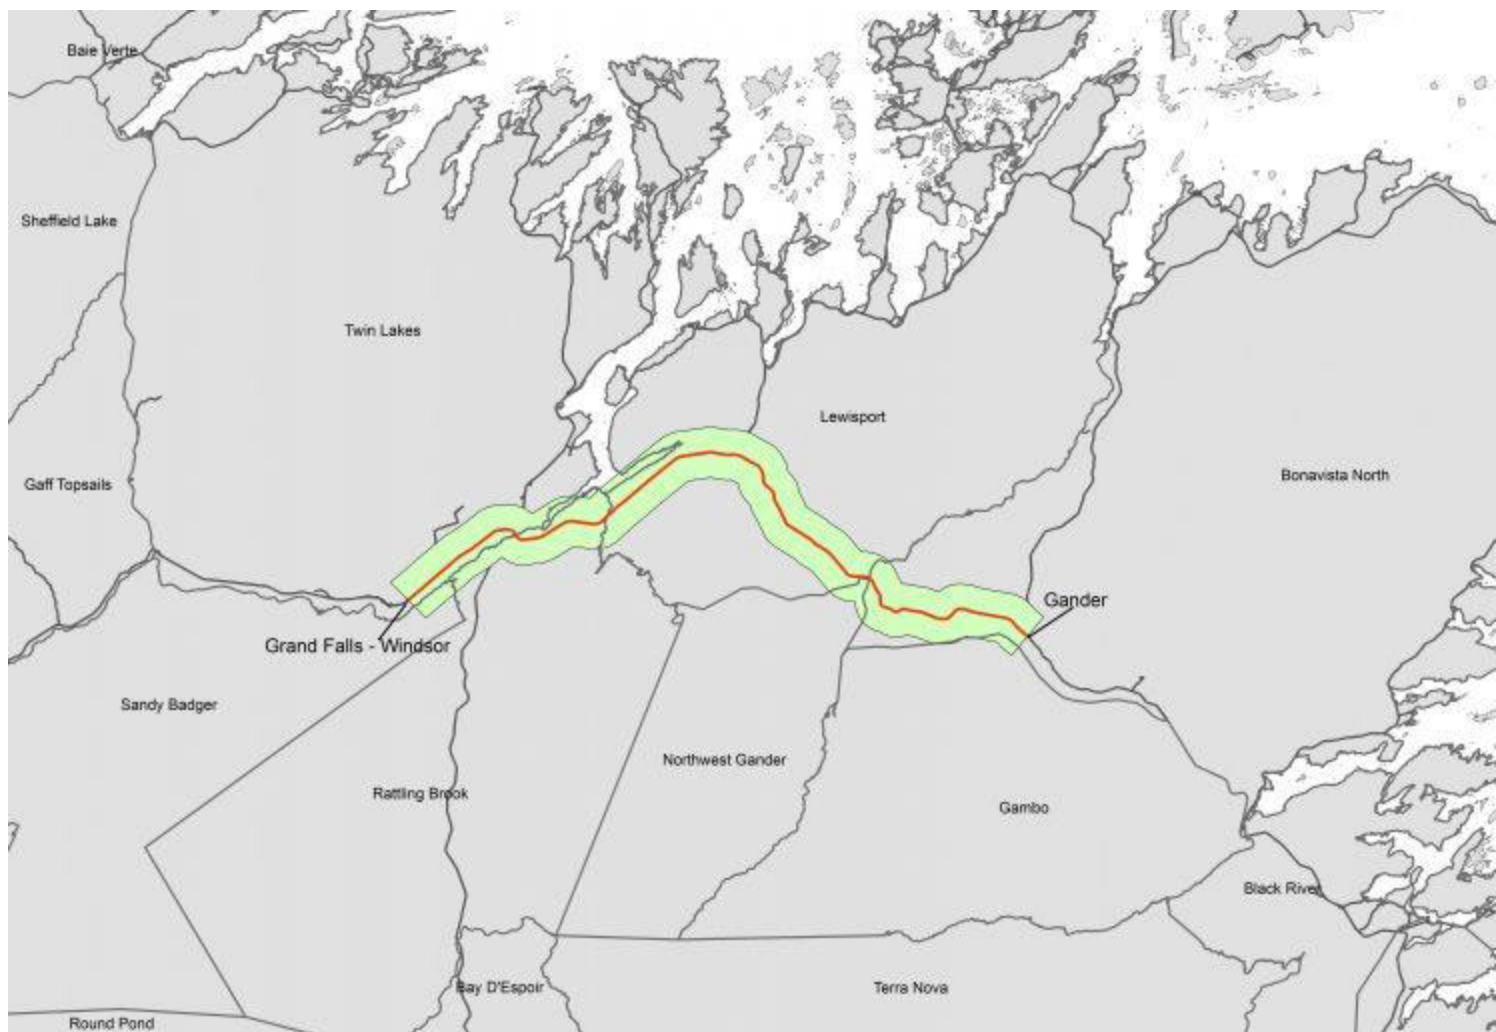 Baie Verte
Sheffield Lake
Twin Lakes
Lewisport
Gaff Topsails
Bonavista North
Gander
Grand Falls - Windsor
Sandy Badger
Northwest Gander
Rattling Brook
Gambo
Black River
Bay D'Espoir
Terra Nova
Round Pond